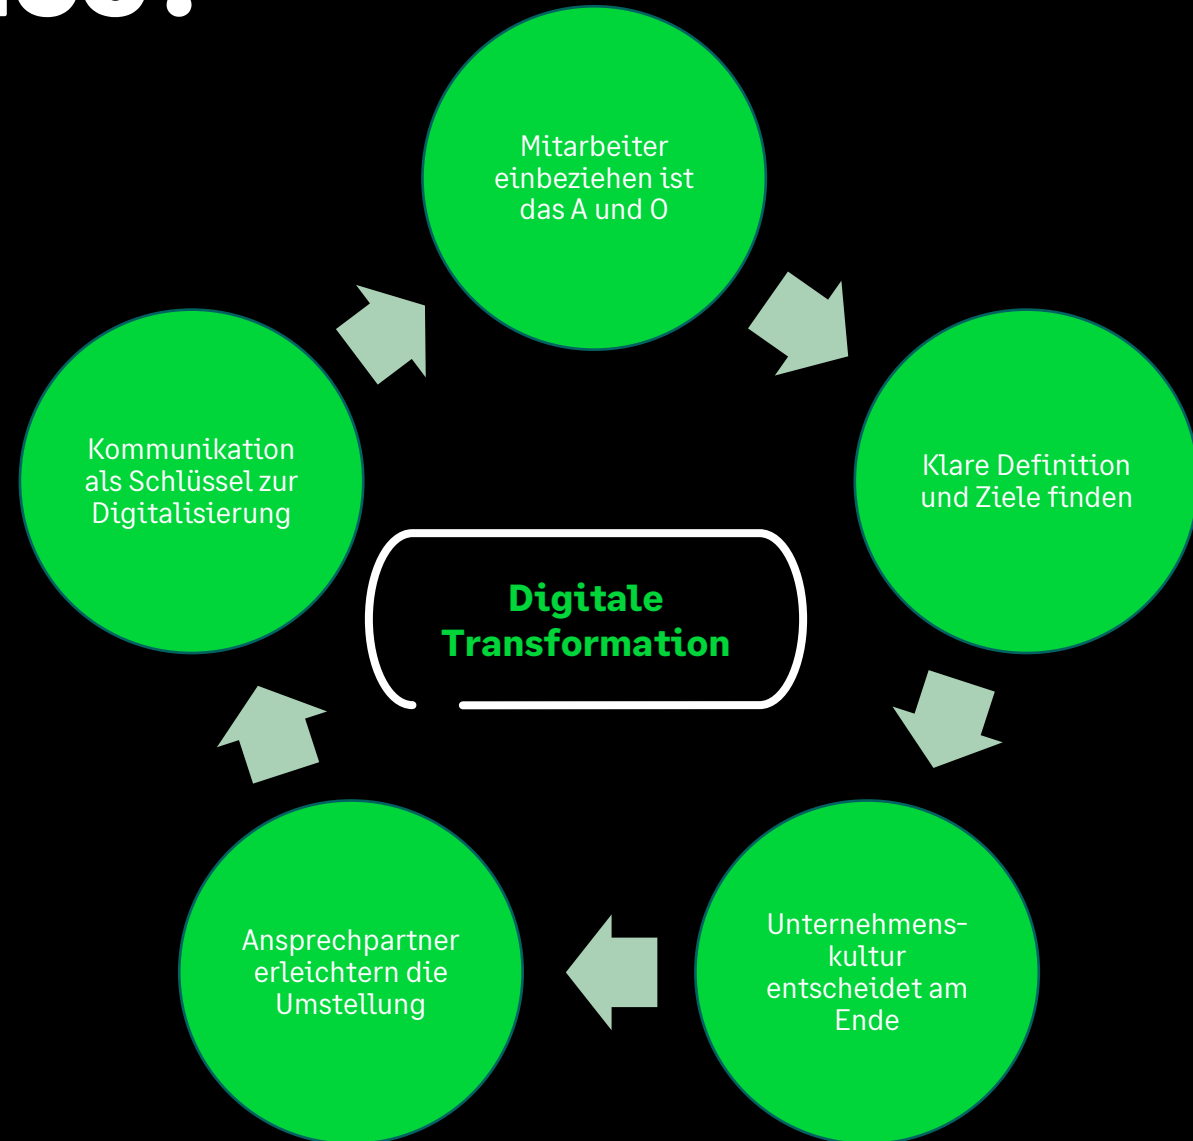 Mitarbeiter
einbeziehen ist
das A und O
Klare Definition
und Ziele finden
Unternehmens-
kultur
entscheidet am
Ende
Ansprechpartner
erleichtern die
Umstellung
Kommunikation
als Schlüssel zur
Digitalisierung
Digitale
Transformation